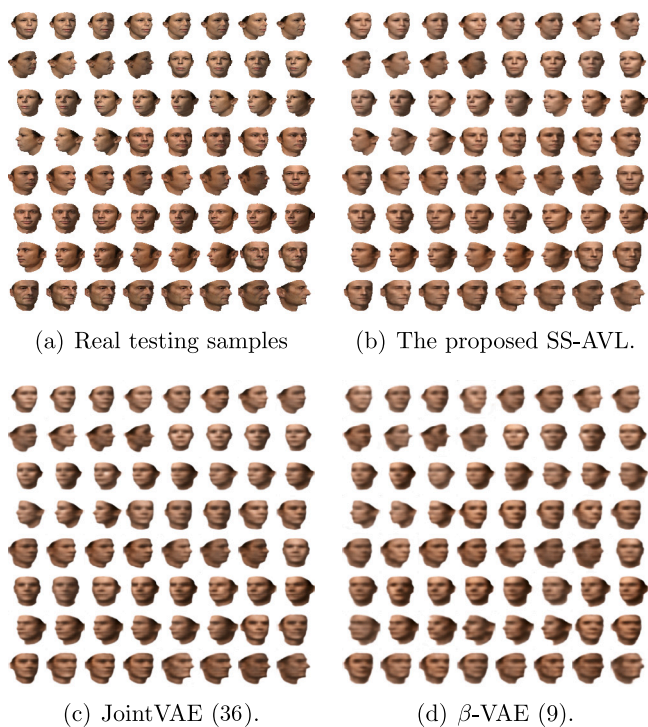 (a) Real testing samples
(b) The proposed SS-AVL.
(c) JointVAE (36).
(d) β-VAE (9).